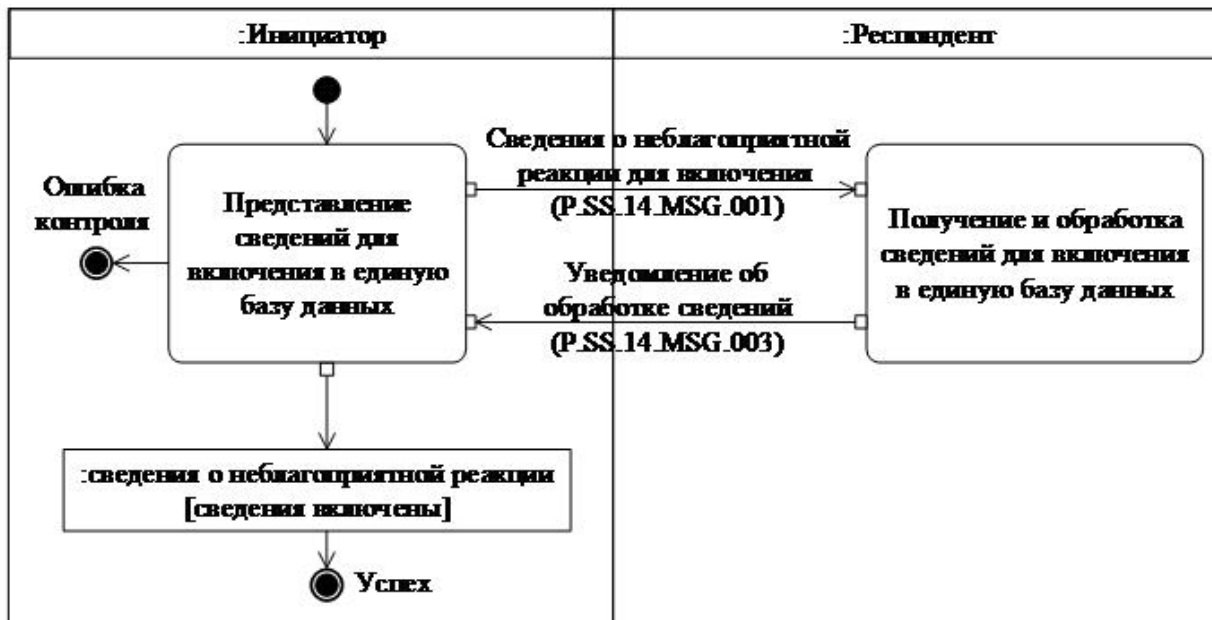 :Инициатор
:Респондент
Сведения о неблагоприятной
реакции для включения
(P.SS.14.MSG.001)
Ошибка
контроля
Представление
сведений для
включения в единую
базу данных
Получение и обработка
сведений для включения
в единую базу данных
Уведомление об
обработке сведений
(P.SS.14.MSG.003)
:сведения о неблагоприятной реакции
[сведения включены]
Успех